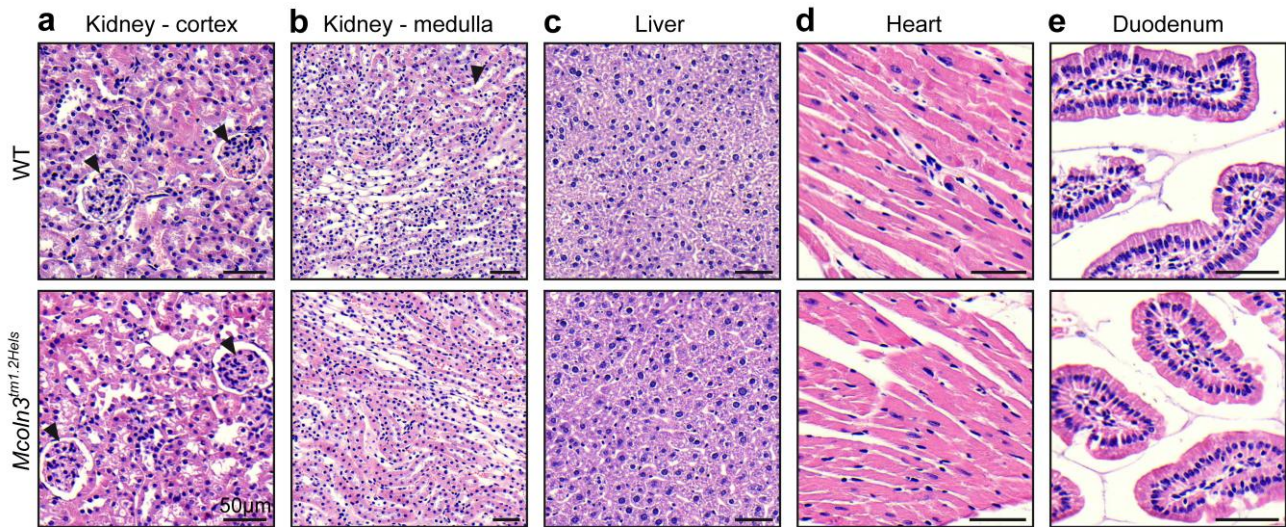 a Kidney - cortex
b Kidney - medulla
c Liver
d Heart
e Duodenum
WT
Mcoln3tm1.2Hels
50μm